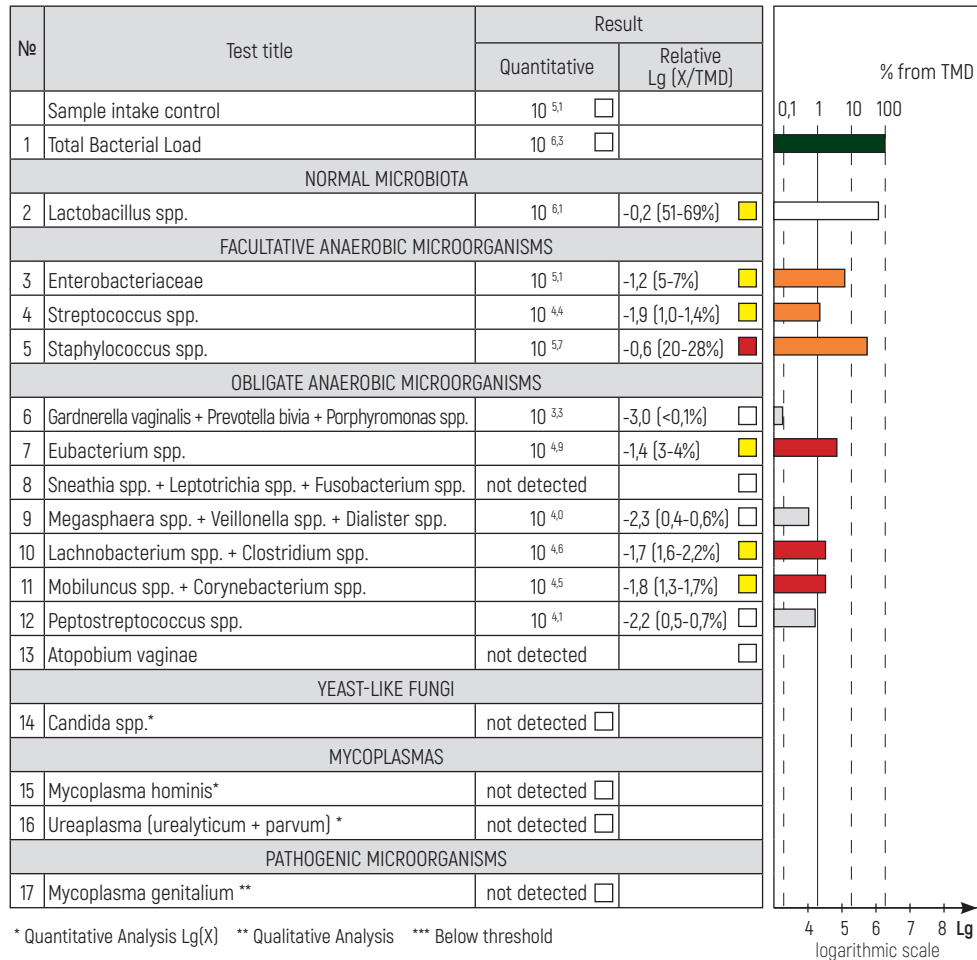 № Test title Result
Quantitative Relative Lg (X/TMD)
% from TMD
Sample intake control 10 5,1
0,1 1 10 100
1 Total Bacterial Load 10 6,3
NORMAL MICROBIOTA
2 Lactobacillus spp. 10 6,1 -0,2 (51-69%)
FACULTATIVE ANAEROBIC MICROORGANISMS
3 Enterobacteriaceae 10 5,1 -1,2 (5-7%)
4 Streptococcus spp. 10 4,4 -1,9 (1,0-1,4%)
5 Staphylococcus spp. 10 5,7 -0,6 (20-28%)
OBLIGATE ANAEROBIC MICROORGANISMS
6 Gardnerella vaginalis + Prevotella bivia + Porphyromonas spp. 10 3,3 -3,0 (<0,1%)
7 Eubacterium spp. 10 4,9 -1,4 (3-4%)
8 Sneathia spp. + Leptotrichia spp. + Fusobacterium spp. not detected
9 Megasphaera spp. + Veillonella spp. + Dialister spp. 10 4,0 -2,3 (0,4-0,6%)
10 Lachnobacterium spp. + Clostridium spp. 10 4,6 -1,7 (1,6-2,2%)
11 Mobiluncus spp. + Corynebacterium spp. 10 4,5 -1,8 (1,3-1,7%)
12 Peptostreptococcus spp. 10 4,1 -2,2 (0,5-0,7%)
13 Atopobium vaginae not detected
YEAST-LIKE FUNGI
14 Candida spp.* not detected
MYCOPLASMAS
15 Mycoplasma hominis* not detected
16 Ureaplasma (urealyticum + parvum) * not detected
PATHOGENIC MICROORGANISMS
17 Mycoplasma genitalium ** not detected
4 5 6 7 8 Lg
logarithmic scale
* Quantitative Analysis Lg(X) ** Qualitative Analysis *** Below threshold